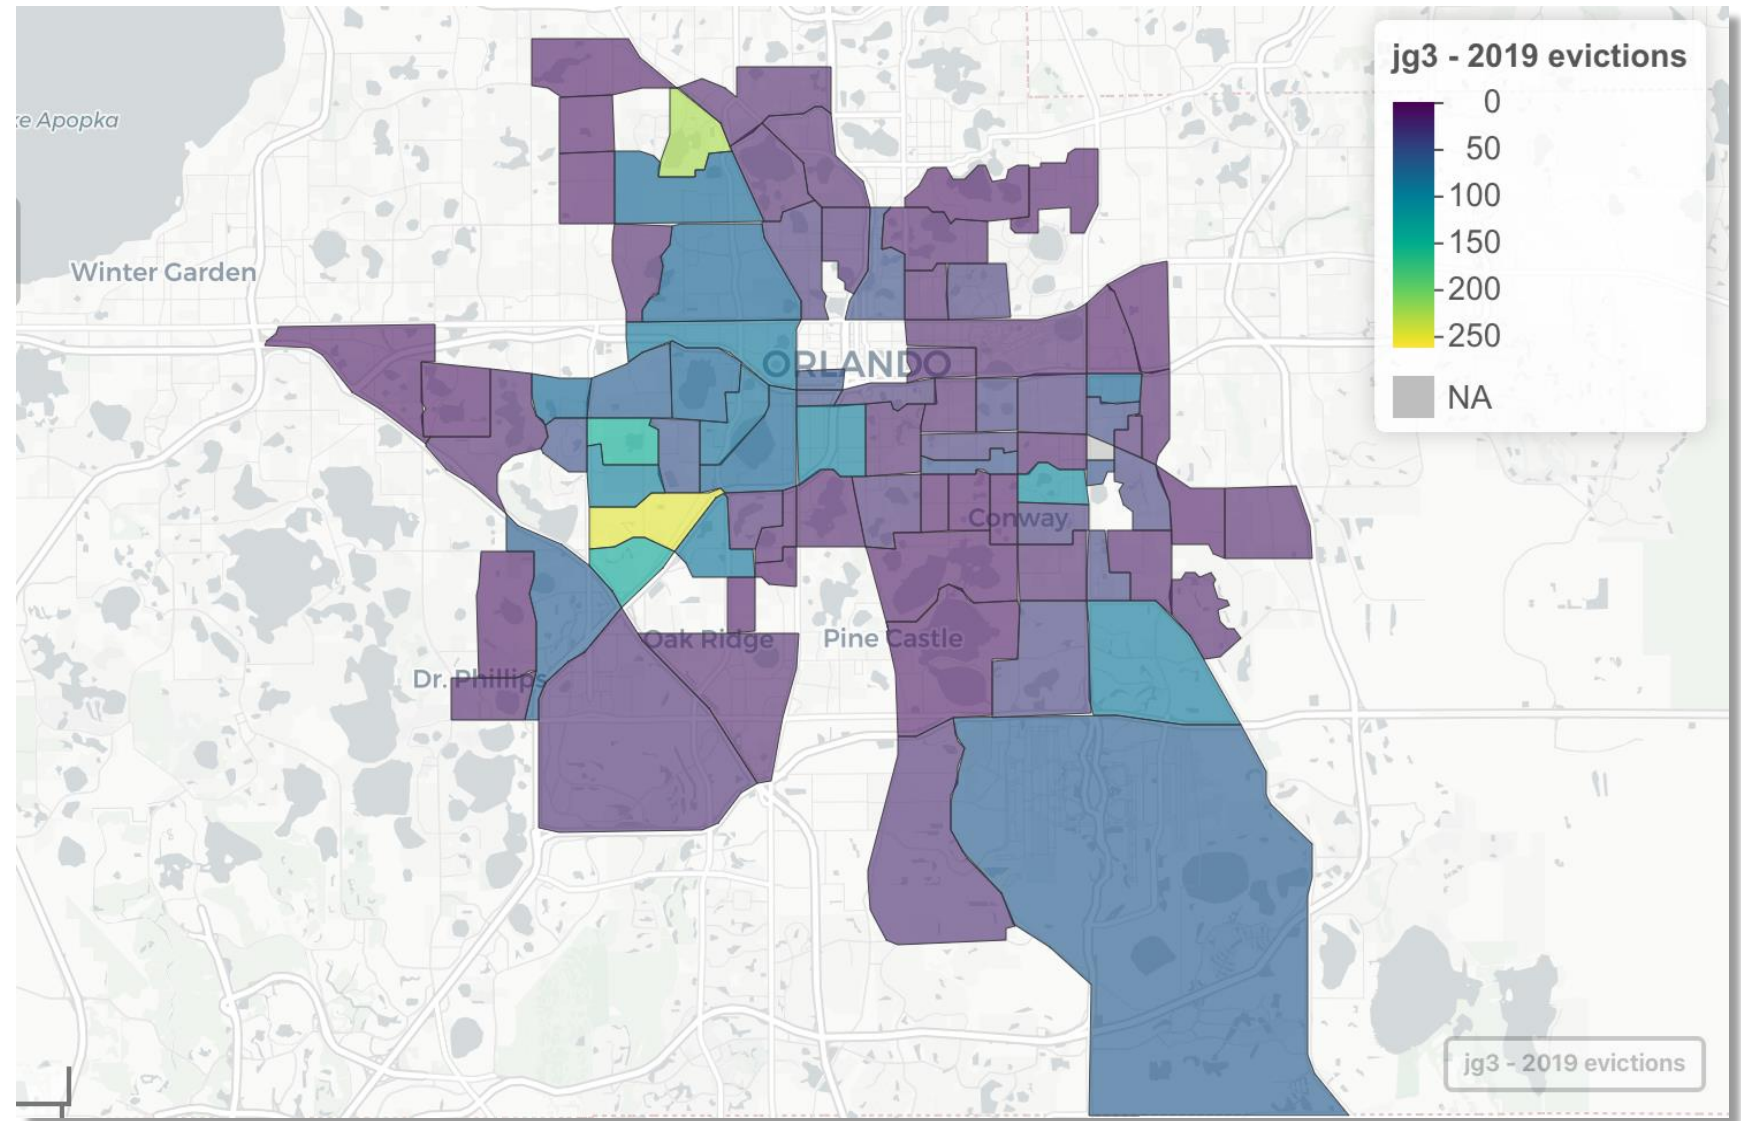 jg3 - 2019 evictions
0
50
100
150
200
250
NA
e Apopka
Winter Garden
ORLANDO
Conway
Oak Ridge
Pine Castle
Dr. Phillips
jg3 - 2019 evictions